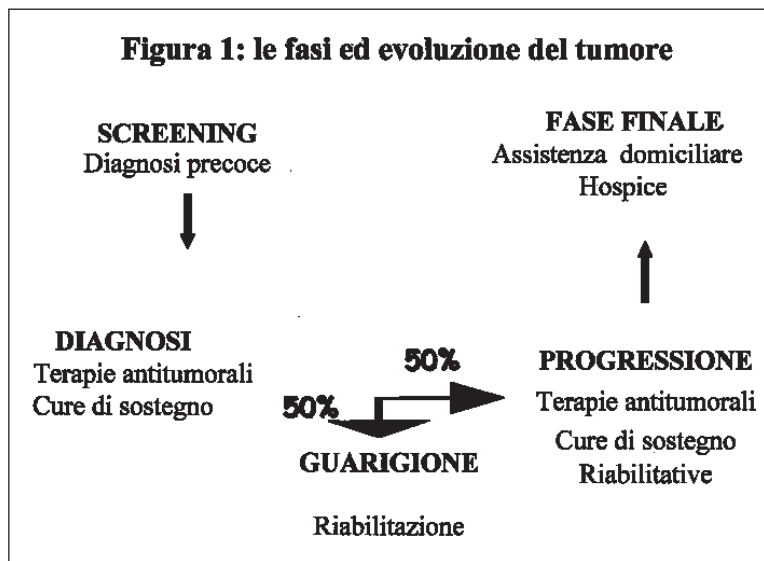 Figura 1: le fasi ed evoluzione del tumore
SCREENING
Diagnosi precoce
FASE FINALE
Assistenza domiciliare
Hospice
DIAGNOSI
Terapie antitumorali
Cure di sostegno
50%
50%
GUARIGIONE
Riabilitazione
PROGRESSIONE
Terapie antitumorali
Cure di sostegno
Riabilitative